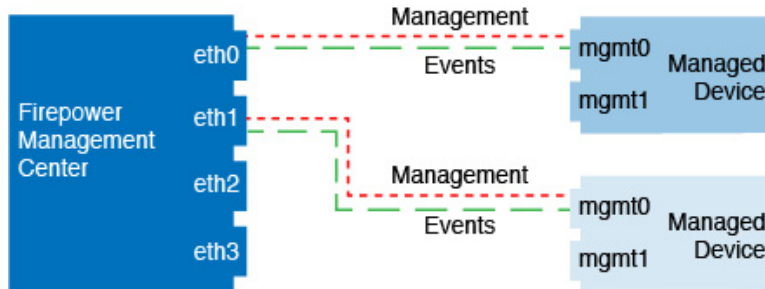 Firepower
Management
Center
eth0
eth1
eth2
eth3
Management
Events
mgmt0
mgmt1
Managed
Device
Management
Events
mgmt0
mgmt1
Managed
Device